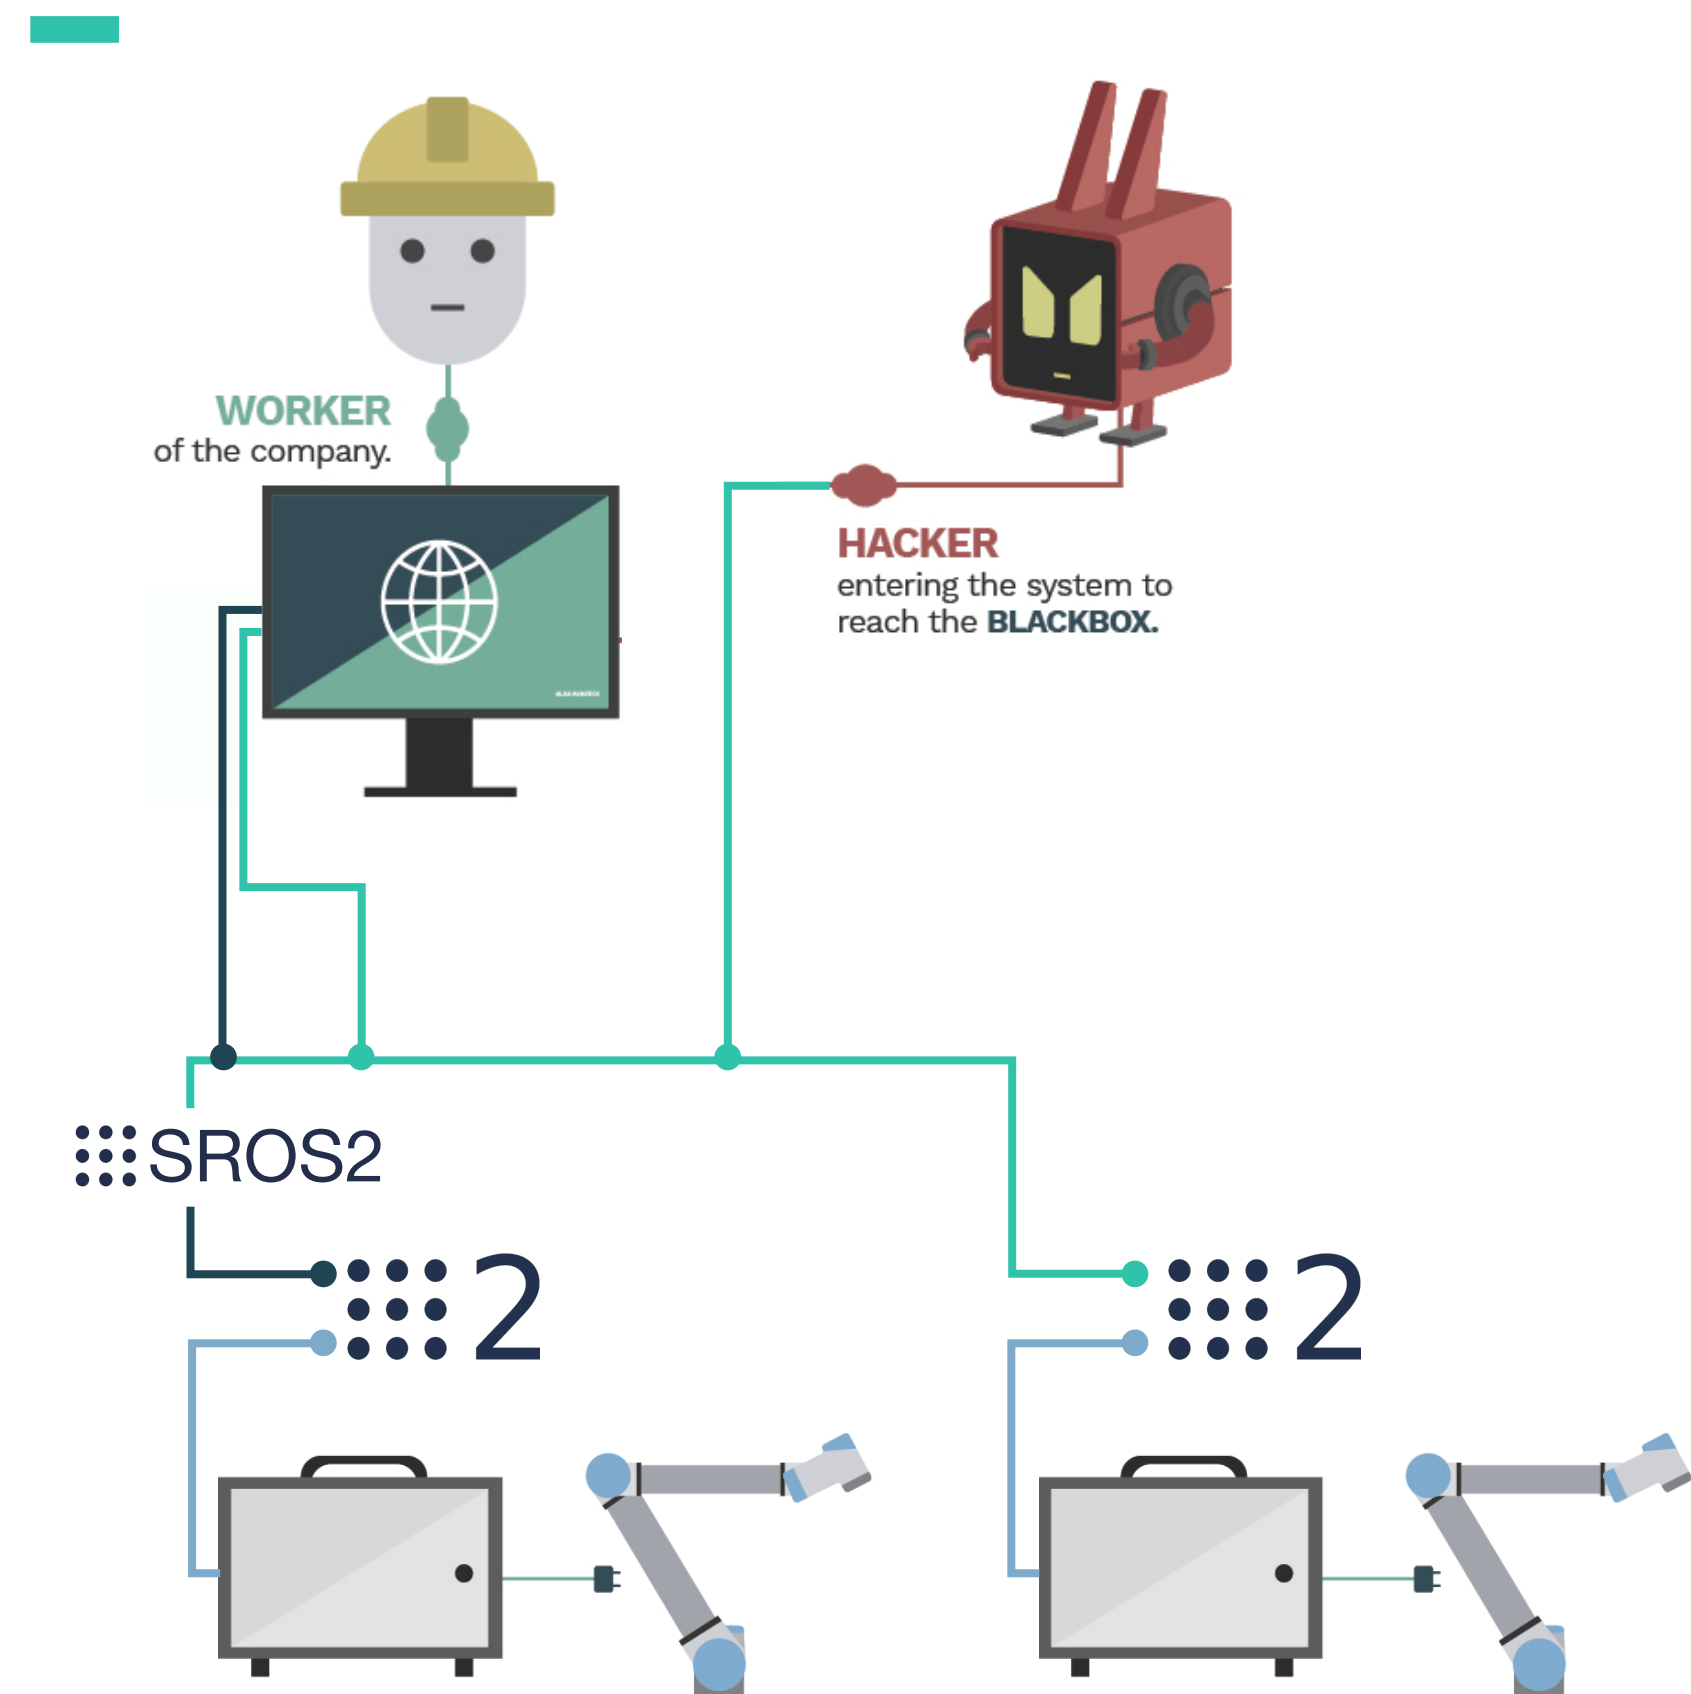 WORKER
of the company.
HACKER
entering the system to
reach the BLACKBOX.
SROS2
2
2